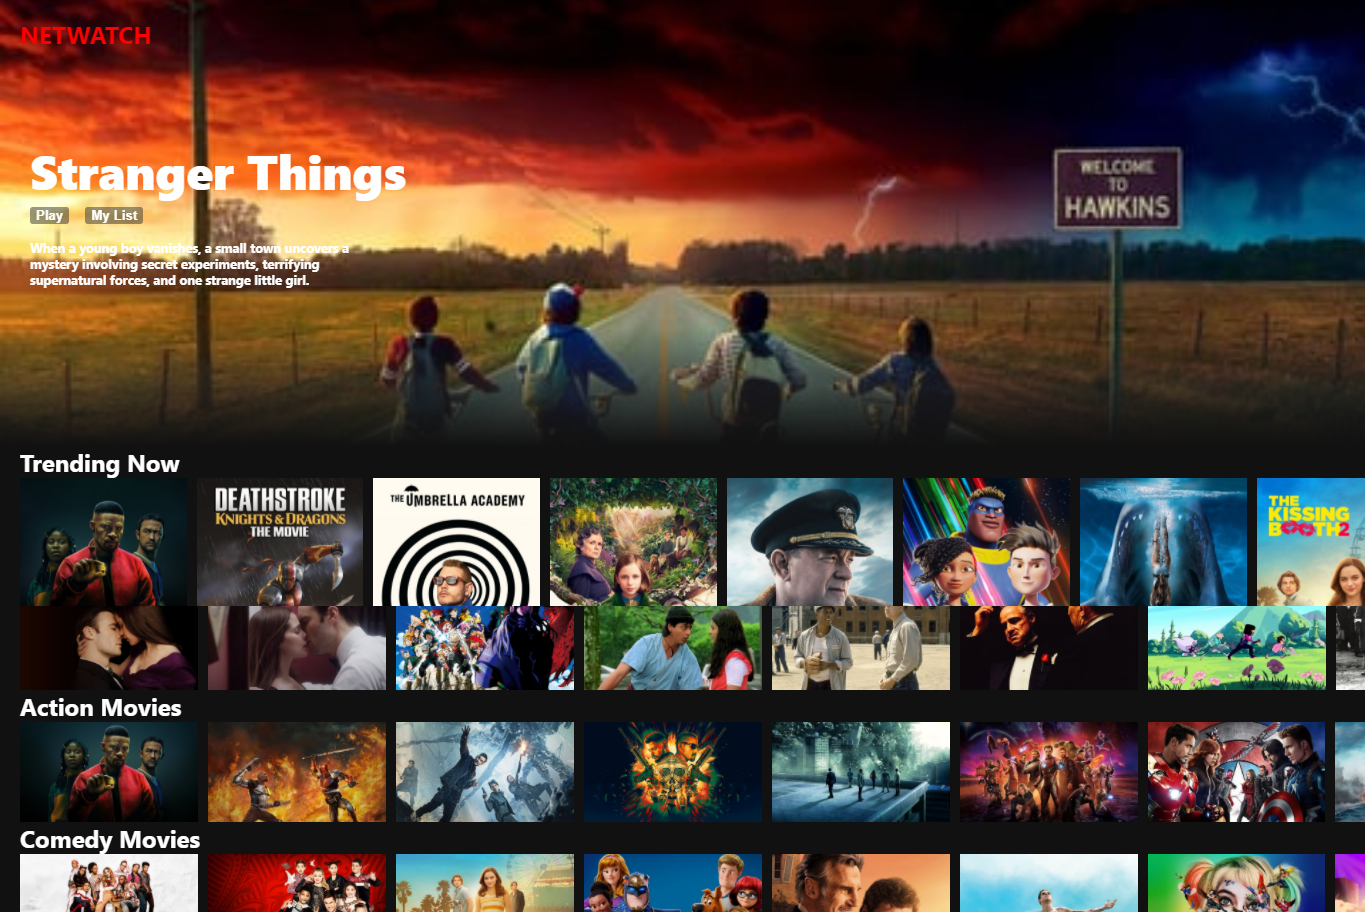 NETWATCH
WELCOME
TO
HAWKINS
Stranger Things
Play My List
When a young boy vanishes, a small town uncovers a
mystery involving secret experiments, terrifying
supernatural forces, and one strange little girl.
Trending Now
DEATHSTROKE
KNIGHTS & DRAGONS
THE MOVIE
THE UMBRELLA ACADEMY
THE
KISSING
BOOTH2
Action Movies
Comedy Movies